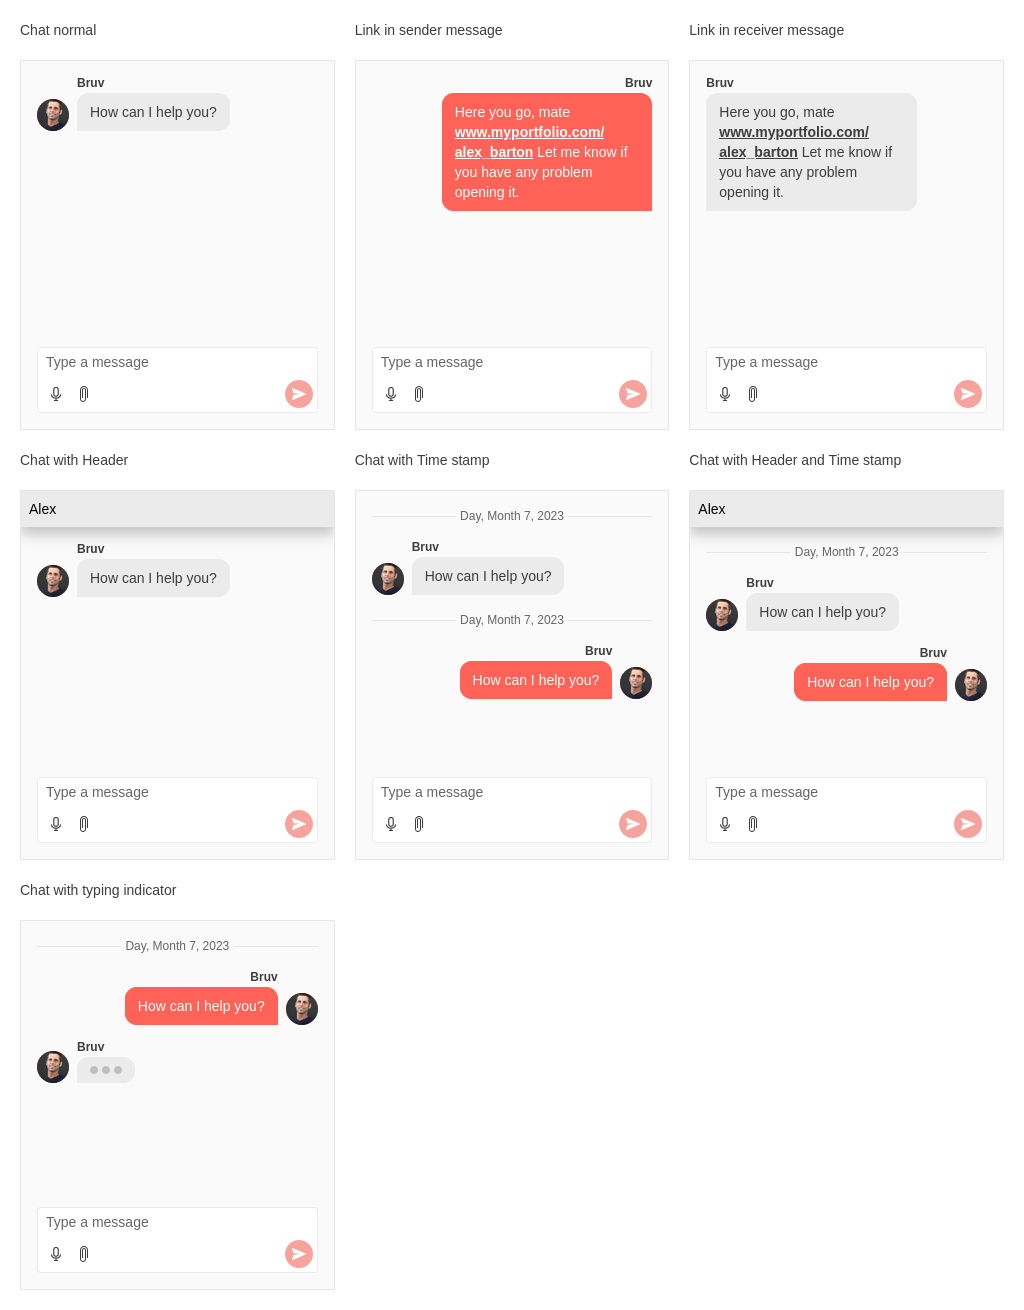 Chat normal
Bruv
How can I help you?
Type a message
Link in sender message
Bruv
Here you go, mate
www.myportfolio.com/
alex_barton Let me know if
you have any problem
opening it.
Type a message
Link in receiver message
Bruv
Here you go, mate
www.myportfolio.com/
alex_barton Let me know if
you have any problem
opening it.
Type a message
Chat with Header
Alex
Bruv
How can I help you?
Type a message
Chat with Time stamp
Day, Month 7, 2023
Bruv
How can I help you?
Day, Month 7, 2023
Bruv
How can I help you?
Type a message
Chat with Header and Time stamp
Alex
Day, Month 7, 2023
Bruv
How can I help you?
Bruv
How can I help you?
Type a message
Chat with typing indicator
Day, Month 7, 2023
Bruv
How can I help you?
Bruv
Type a message